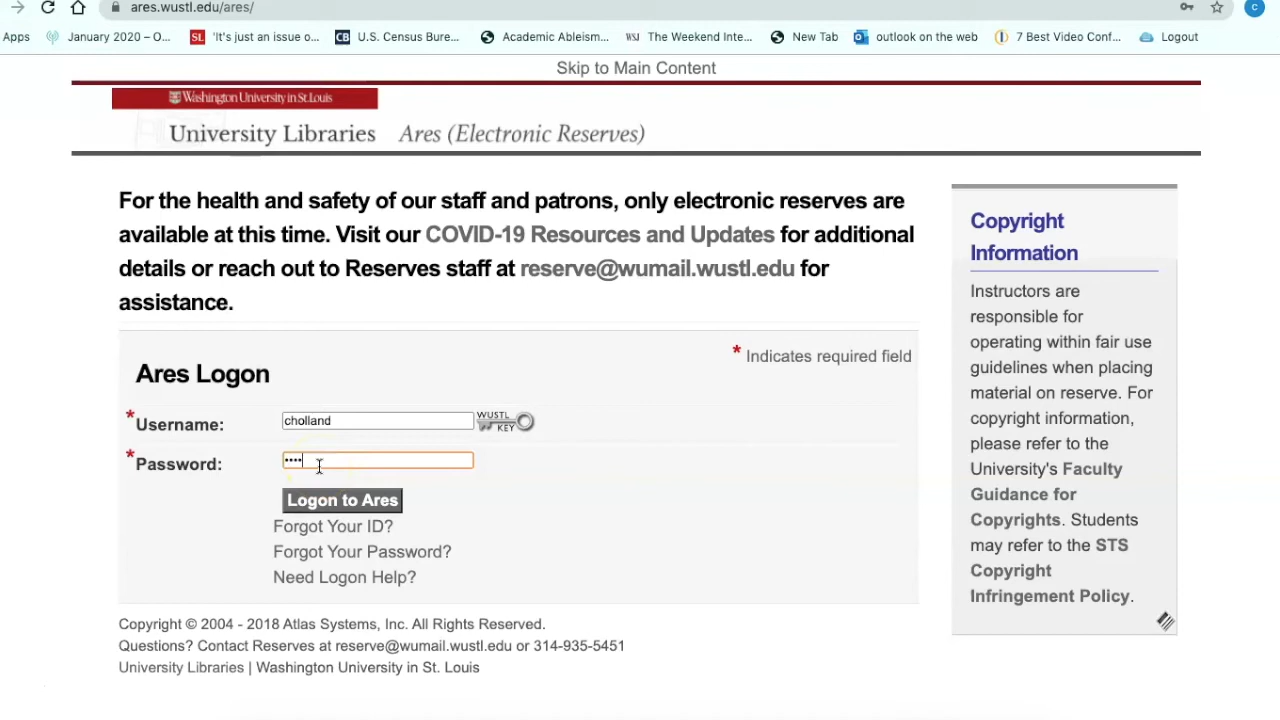 ares.wustl.edu/ares/
C
Apps January 2020 – O... SL 'It's just an issue o... CB U.S. Census Bure... Academic Ableism... WSJ The Weekend Inte... New Tab outlook on the web 7 Best Video Conf... Logout
Skip to Main Content
Washington University in St. Louis
University Libraries Ares (Electronic Reserves)
For the health and safety of our staff and patrons, only electronic reserves are
available at this time. Visit our COVID-19 Resources and Updates for additional
details or reach out to Reserves staff at reserve@wumail.wustl.edu for
assistance.
* Indicates required field
Ares Logon
* Username: cholland WUSTL KEY
* Password: ••••
Logon to Ares
Forgot Your ID?
Forgot Your Password?
Need Logon Help?
Copyright © 2004 - 2018 Atlas Systems, Inc. All Rights Reserved.
Questions? Contact Reserves at reserve@wumail.wustl.edu or 314-935-5451
University Libraries | Washington University in St. Louis
Copyright
Information
Instructors are
responsible for
operating within fair use
guidelines when placing
material on reserve. For
copyright information,
please refer to the
University's Faculty
Guidance for
Copyrights. Students
may refer to the STS
Copyright
Infringement Policy.